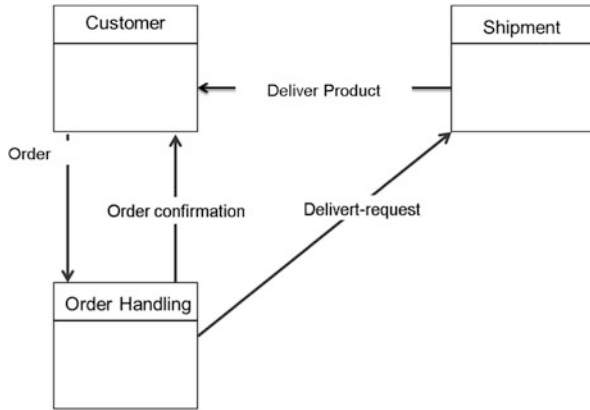 Customer
Shipment
Deliver Product
Order
Order confirmation
Delivert-request
Order Handling